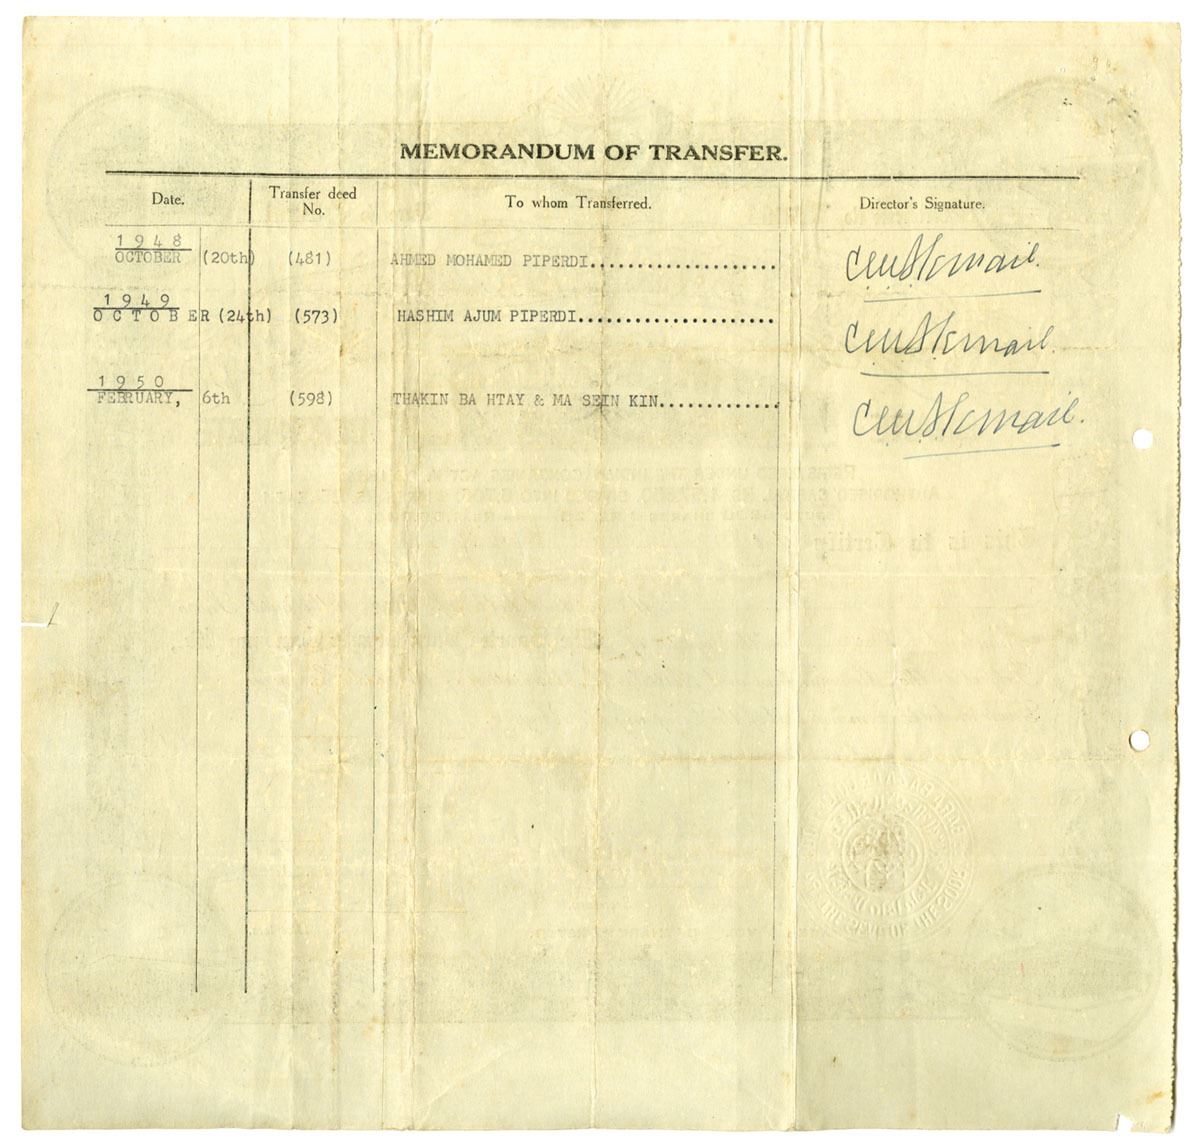 MEMORANDUM OF TRANSFER.
Date. Transfer deed No. To whom Transferred. Director's Signature.
1948
OCTOBER (20th) (481) AHMED MOHAMED PIPERDI....................
1949
OCTOBER (24th) (573) HASHIM AJUM PIPERDI.....................
1950
FEBRUARY, 6th (598) THAKIN BA HTAY & MA SEIN KIN.............